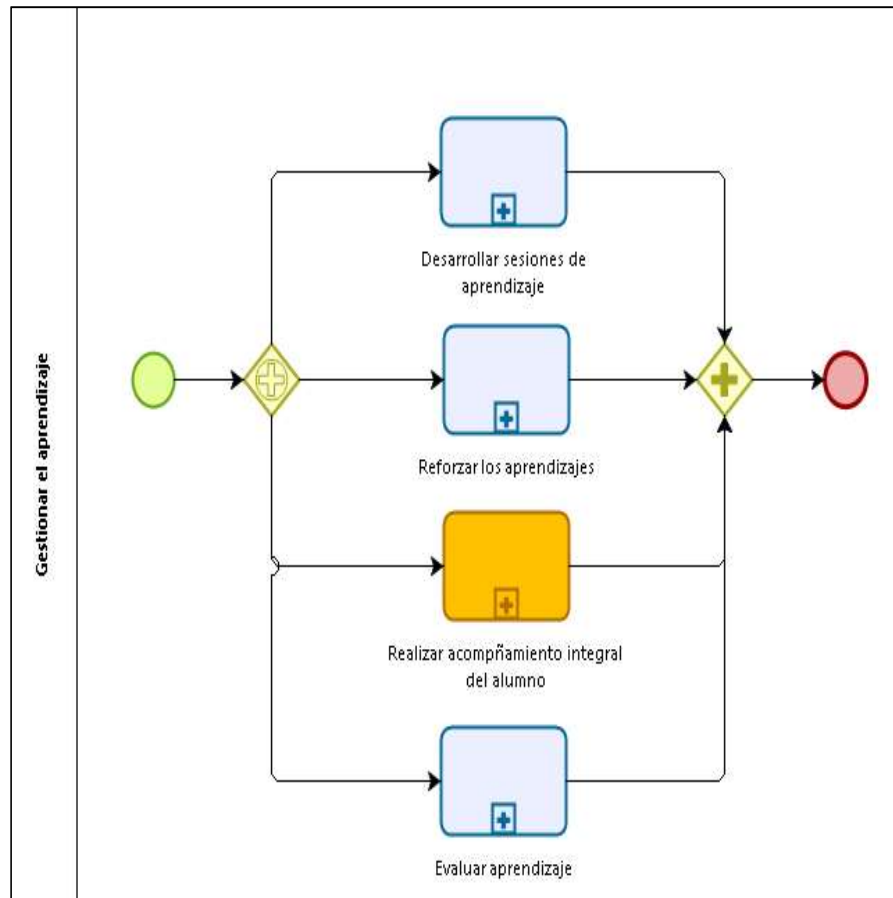 Gestionar el aprendizaje
Desarrollar sesiones de
aprendizaje
Reforzar los aprendizajes
Realizar acompñamiento integral
del alumno
Evaluar aprendizaje